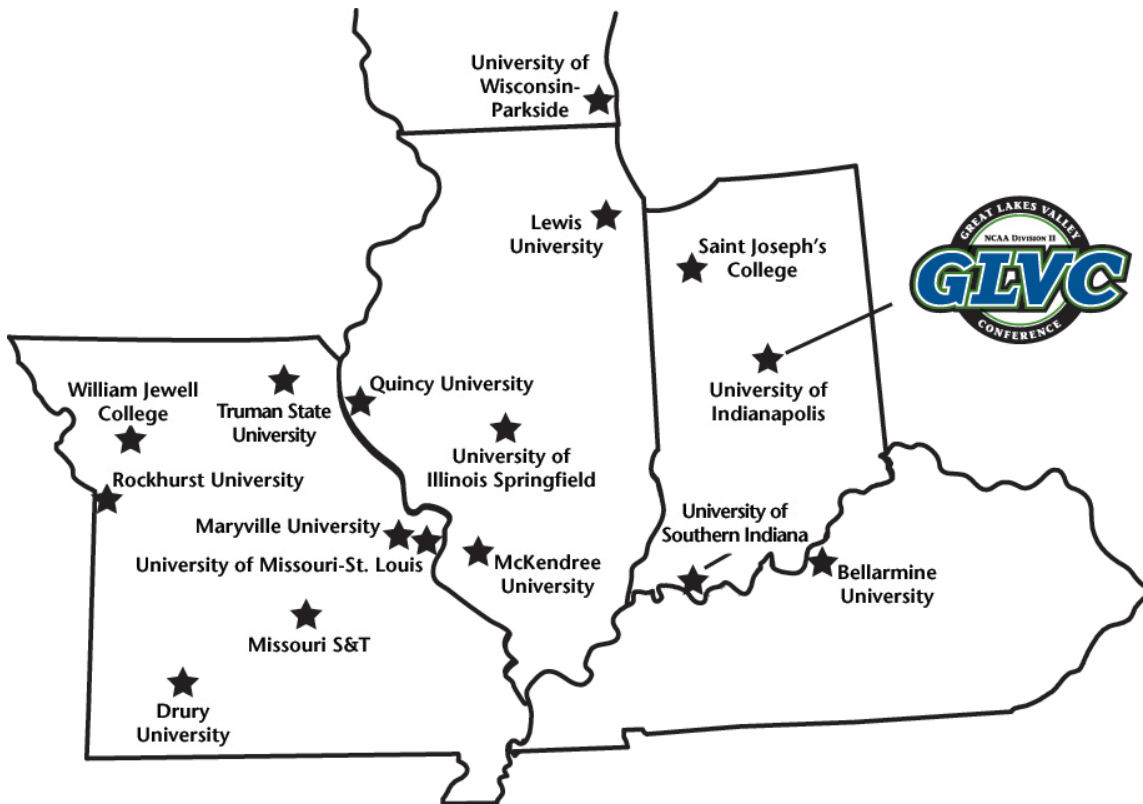 University of
Wisconsin-
Parkside
Lewis
University
Saint Joseph's
College
GREAT LAKES VALLEY
NCAA DIVISION II
GLVC
CONFERENCE
University of
Indianapolis
William Jewell
College
Truman State
University
Quincy University
University of
Illinois Springfield
Rockhurst University
Maryville University
University of Missouri-St. Louis
McKendree
University
University of
Southern Indiana
Bellarmine
University
Missouri S&T
Drury
University